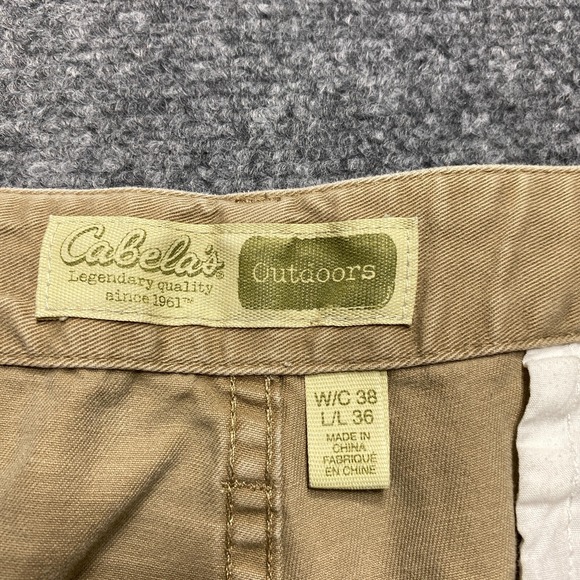 Cabela's
Legendary quality
since 1961™
Outdoors
W/C 38
L/L 36
MADE IN
CHINA
FABRIQUÉ
EN CHINE